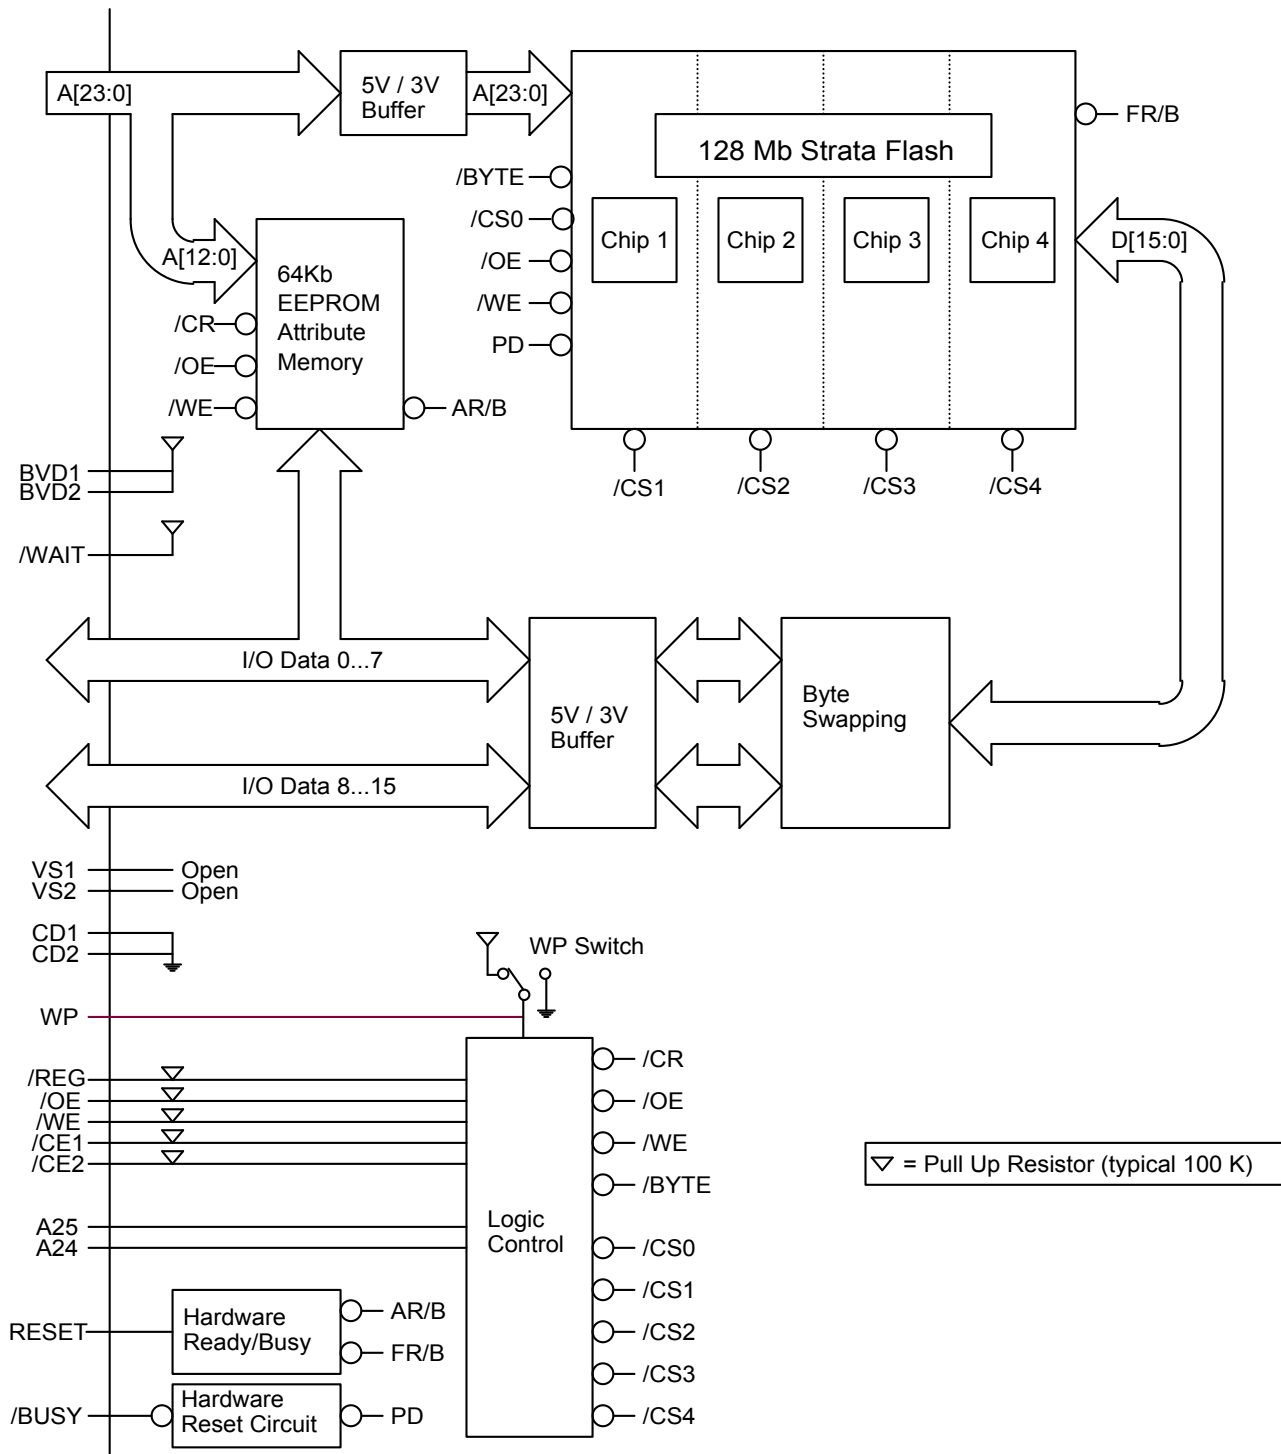 A[23:0]
5V / 3V
Buffer
A[23:0]
FR/B
128 Mb Strata Flash
/BYTE
/CS0
/OE
/WE
PD
Chip 1
Chip 2
Chip 3
Chip 4
D[15:0]
A[12:0]
64Kb
EEPROM
Attribute
Memory
/CR
/OE
/WE
AR/B
/CS1
/CS2
/CS3
/CS4
BVD1
BVD2
/WAIT
I/O Data 0...7
5V / 3V
Buffer
Byte
Swapping
I/O Data 8...15
VS1
Open
VS2
Open
CD1
CD2
WP Switch
WP
/REG
/OE
/WE
/CE1
/CE2
A25
A24
Logic
Control
/CR
/OE
/WE
/BYTE
/CS0
/CS1
/CS2
/CS3
/CS4
= Pull Up Resistor (typical 100 K)
RESET
Hardware
Ready/Busy
AR/B
FR/B
/BUSY
Hardware
Reset Circuit
PD